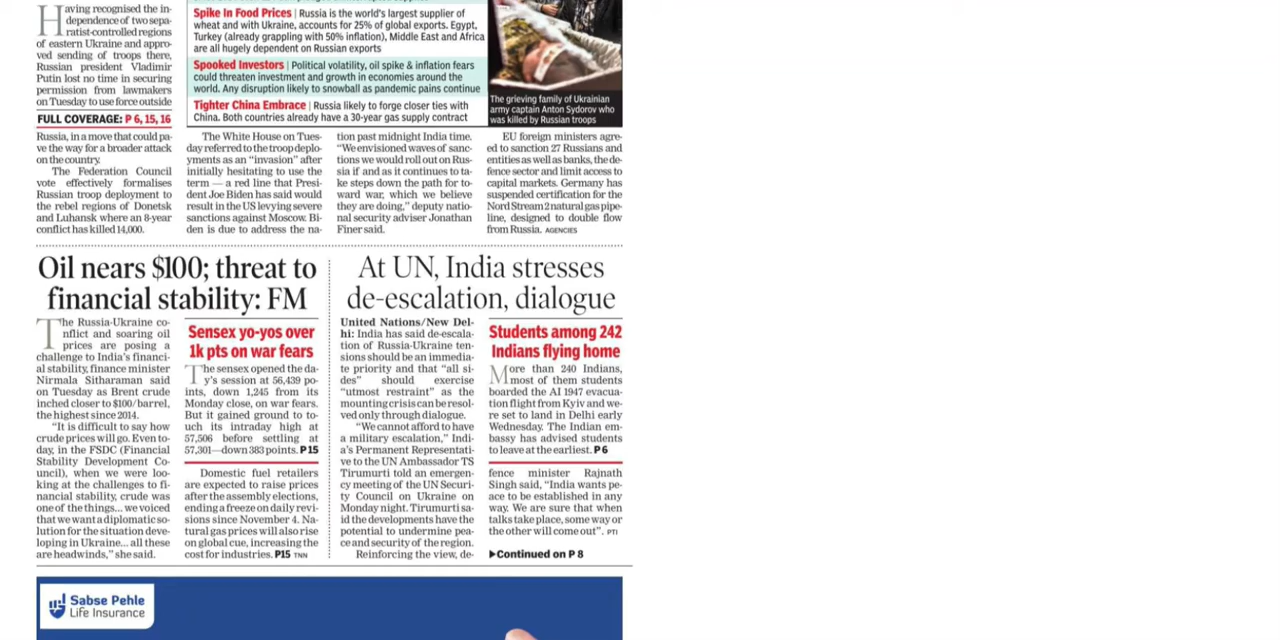 Having recognised the in-
dependence of two sepa-
ratist-controlled regions
of eastern Ukraine and appro-
ved sending of troops there,
Russian president Vladimir
Putin lost no time in securing
permission from lawmakers
on Tuesday to use force outside
FULL COVERAGE: P 6, 15, 16
Russia, in a move that could pa-
ve the way for a broader attack
on the country.
The Federation Council
vote effectively formalises
Russian troop deployment to
the rebel regions of Donetsk
and Luhansk where an 8-year
conflict has killed 14,000.
Spike In Food Prices | Russia is the world's largest supplier of
wheat and with Ukraine, accounts for 25% of global exports. Egypt,
Turkey (already grappling with 50% inflation), Middle East and Africa
are all hugely dependent on Russian exports
Spooked Investors | Political volatility, oil spike & inflation fears
could threaten investment and growth in economies around the
world. Any disruption likely to snowball as pandemic pains continue
Tighter China Embrace | Russia likely to forge closer ties with
China. Both countries already have a 30-year gas supply contract
The grieving family of Ukrainian
army captain Anton Sydorov who
was killed by Russian troops
The White House on Tues-
day referred to the troop deplo-
yments as an "invasion" after
initially hesitating to use the
term — a red line that Presi-
dent Joe Biden has said would
result in the US levying severe
sanctions against Moscow. Bi-
den is due to address the na-
tion past midnight India time.
"We envisioned waves of sanc-
tions we would roll out on Rus-
sia if and as it continues to ta-
ke steps down the path for to-
ward war, which we believe
they are doing," deputy natio-
nal security adviser Jonathan
Finer said.
EU foreign ministers agre-
ed to sanction 27 Russians and
entities as well as banks, the de-
fence sector and limit access to
capital markets. Germany has
suspended certification for the
Nord Stream 2 natural gas pipe-
line, designed to double flow
from Russia. AGENCIES
Oil nears $100; threat to
financial stability: FM
The Russia-Ukraine co-
nflict and soaring oil
prices are posing a
challenge to India's financi-
al stability, finance minister
Nirmala Sitharaman said
on Tuesday as Brent crude
inched closer to $100/barrel,
the highest since 2014.
"It is difficult to say how
crude prices will go. Even to-
day, in the FSDC (Financial
Stability Development Co-
uncil), when we were loo-
king at the challenges to fi-
nancial stability, crude was
one of the things... we voiced
that we want a diplomatic so-
lution for the situation deve-
loping in Ukraine... all these
are headwinds," she said.
Sensex yo-yos over
1k pts on war fears
The sensex opened the da-
y's session at 56,439 po-
ints, down 1,245 from its
Monday close, on war fears.
But it gained ground to to-
uch its intraday high at
57,506 before settling at
57,301—down 383 points. P15
Domestic fuel retailers
are expected to raise prices
after the assembly elections,
ending a freeze on daily revi-
sions since November 4. Na-
tural gas prices will also rise
on global cue, increasing the
cost for industries. P15 TNN
At UN, India stresses
de-escalation, dialogue
United Nations/New Del-
hi: India has said de-escala-
tion of Russia-Ukraine ten-
sions should be an immedia-
te priority and that "all si-
des" should exercise
"utmost restraint" as the
mounting crisis can be resol-
ved only through dialogue.
"We cannot afford to have
a military escalation," Indi-
a's Permanent Representati-
ve to the UN Ambassador TS
Tirumurti told an emergen-
cy meeting of the UN Securi-
ty Council on Ukraine on
Monday night. Tirumurti sa-
id the developments have the
potential to undermine pea-
ce and security of the region.
Reinforcing the view, de-
Students among 242
Indians flying home
More than 240 Indians,
most of them students
boarded the AI 1947 evacua-
tion flight from Kyiv and we-
re set to land in Delhi early
Wednesday. The Indian em-
bassy has advised students
to leave at the earliest. P 6
fence minister Rajnath
Singh said, "India wants pe-
ace to be established in any
way. We are sure that when
talks take place, some way or
the other will come out". PTI
▶Continued on P 8
Sabse Pehle
Life Insurance